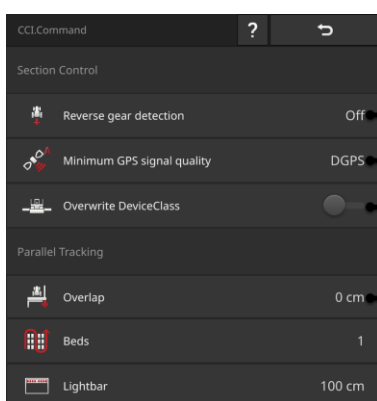 CCI.Command
?
Section Control
Reverse gear detection Off
Minimum GPS signal quality DGPS
Overwrite DeviceClass
Parallel Tracking
Overlap 0 cm
Beds 1
Lightbar 100 cm